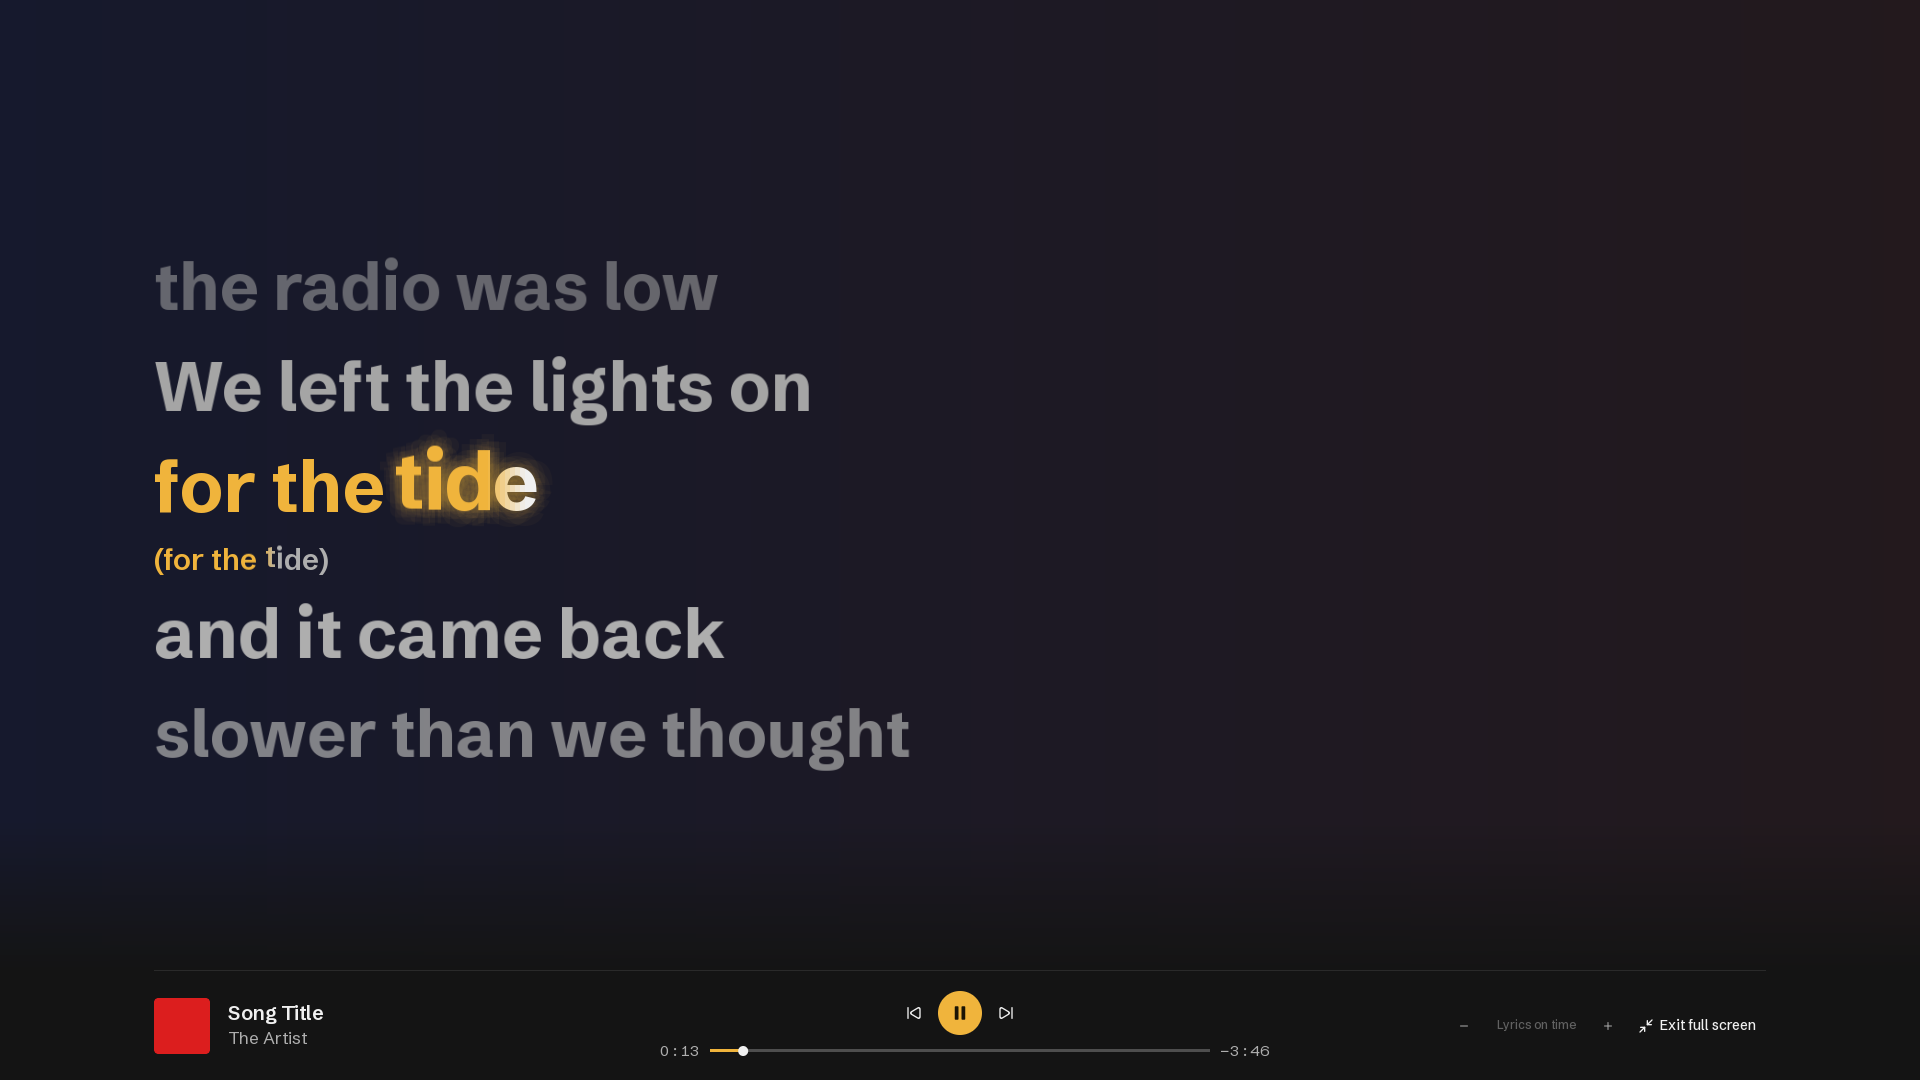 the radio was low
We left the lights on
for the tide
(for the tide)
and it came back
slower than we thought
Song Title
The Artist
0:13
−3:46
− Lyrics on time +
Exit full screen